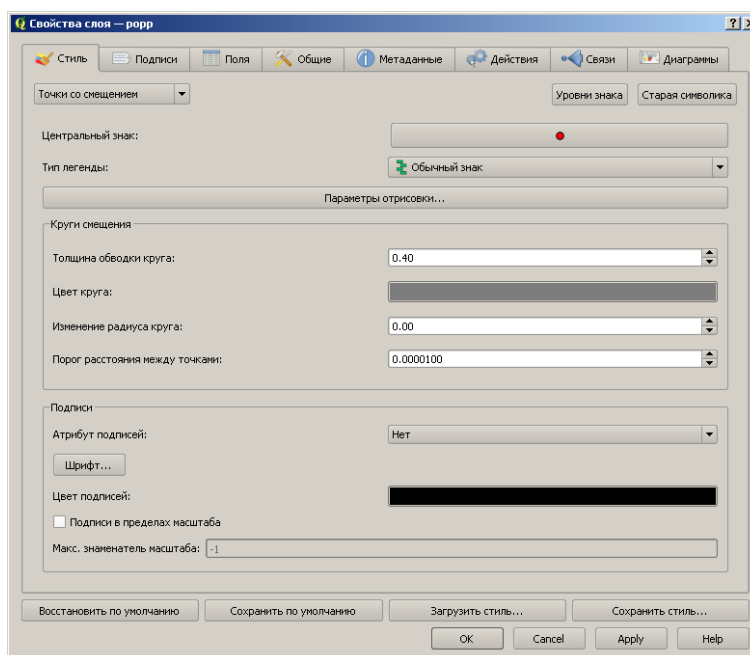 Свойства слоя — popp
Стиль Подписи Поля Общие Метаданные Действия Связи Диаграммы
Точки со смещением Уровни знака Старая символика
Центральный знак:
Тип легенды: Обычный знак
Параметры отрисовки...
Круги смещения
Толщина обводки круга: 0.40
Цвет круга:
Изменение радиуса круга: 0.00
Порог расстояния между точками: 0.0000100
Подписи
Атрибут подписей: Нет
Шрифт...
Цвет подписей:
Подписи в пределах масштаба
Макс. знаменатель масштаба: -1
Восстановить по умолчанию Сохранить по умолчанию Загрузить стиль... Сохранить стиль...
OK Cancel Apply Help